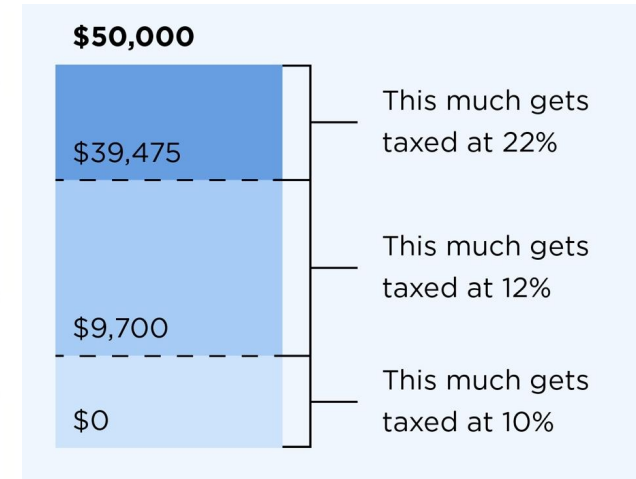 $50,000
This much gets
taxed at 22%
$39,475
This much gets
taxed at 12%
$9,700
This much gets
taxed at 10%
$0